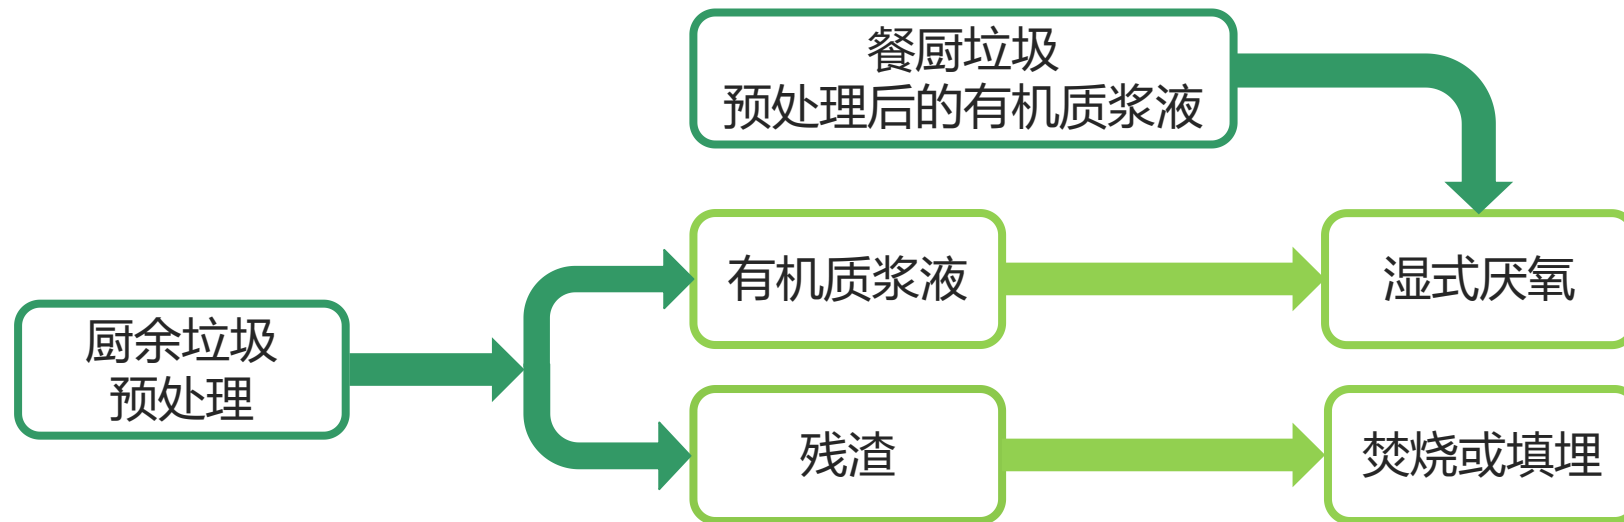 餐厨垃圾
预处理后的有机质浆液
有机质浆液
湿式厌氧
厨余垃圾
预处理
残渣
焚烧或填埋